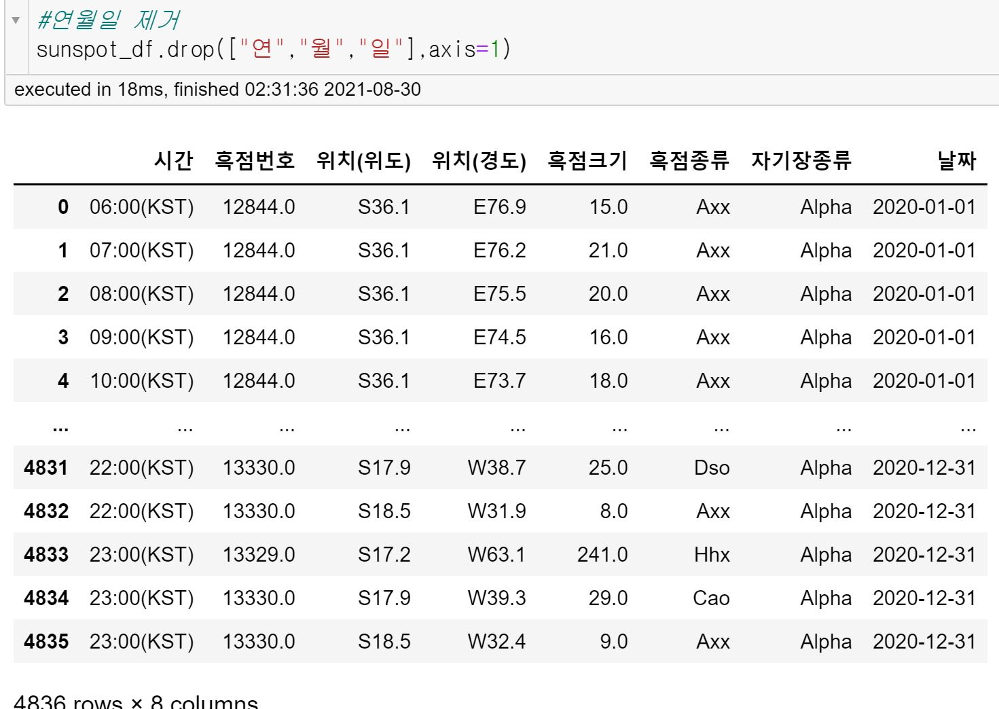 #연월일 제거
sunspot_df.drop(["연","월","일"],axis=1)
executed in 18ms, finished 02:31:36 2021-08-30
시간 흑점번호 위치(위도) 위치(경도) 흑점크기 흑점종류 자기장종류 날짜
0 06:00(KST) 12844.0 S36.1 E76.9 15.0 Axx Alpha 2020-01-01
1 07:00(KST) 12844.0 S36.1 E76.2 21.0 Axx Alpha 2020-01-01
2 08:00(KST) 12844.0 S36.1 E75.5 20.0 Axx Alpha 2020-01-01
3 09:00(KST) 12844.0 S36.1 E74.5 16.0 Axx Alpha 2020-01-01
4 10:00(KST) 12844.0 S36.1 E73.7 18.0 Axx Alpha 2020-01-01
... ... ... ... ... ... ... ... ...
4831 22:00(KST) 13330.0 S17.9 W38.7 25.0 Dso Alpha 2020-12-31
4832 22:00(KST) 13330.0 S18.5 W31.9 8.0 Axx Alpha 2020-12-31
4833 23:00(KST) 13329.0 S17.2 W63.1 241.0 Hhx Alpha 2020-12-31
4834 23:00(KST) 13330.0 S17.9 W39.3 29.0 Cao Alpha 2020-12-31
4835 23:00(KST) 13330.0 S18.5 W32.4 9.0 Axx Alpha 2020-12-31
4836 rows × 8 columns